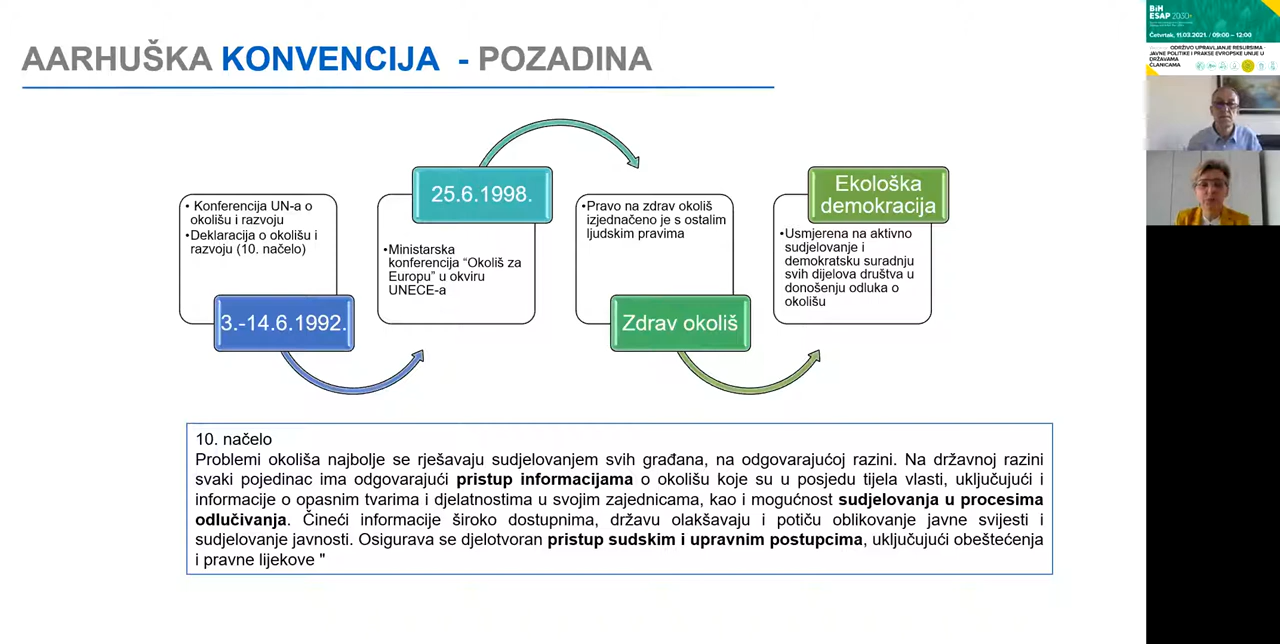 AARHUŠKA KONVENCIJA - POZADINA
• Konferencija UN-a o
okolišu i razvoju
• Deklaracija o okolišu i
razvoju (10. načelo)
3.-14.6.1992.
25.6.1998.
• Ministarska
konferencija “Okoliš za
Europu” u okviru
UNECE-a
• Pravo na zdrav okoliš
izjednačeno je s ostalim
ljudskim pravima
Zdrav okoliš
Ekološka
demokracija
• Usmjerena na aktivno
sudjelovanje i
demokratsku suradnju
svih dijelova društva u
donošenju odluka o
okolišu
10. načelo
Problemi okoliša najbolje se rješavaju sudjelovanjem svih građana, na odgovarajućoj razini. Na državnoj razini
svaki pojedinac ima odgovarajući pristup informacijama o okolišu koje su u posjedu tijela vlasti, uključujući i
informacije o opasnim tvarima i djelatnostima u svojim zajednicama, kao i mogućnost sudjelovanja u procesima
odlučivanja. Čineći informacije široko dostupnima, državu olakšavaju i potiču oblikovanje javne svijesti i
sudjelovanje javnosti. Osigurava se djelotvoran pristup sudskim i upravnim postupcima, uključujući obeštećenja
i pravne lijekove "
BiH
ESAP 2030+
Četvrtak, 11.03.2021. / 09:00 – 12:00
ODRŽIVO UPRAVLJANJE RESURSIMA -
JAVNE POLITIKE I PRAKSE EVROPSKE UNIJE U
DRŽAVAMA
ČLANICAMA